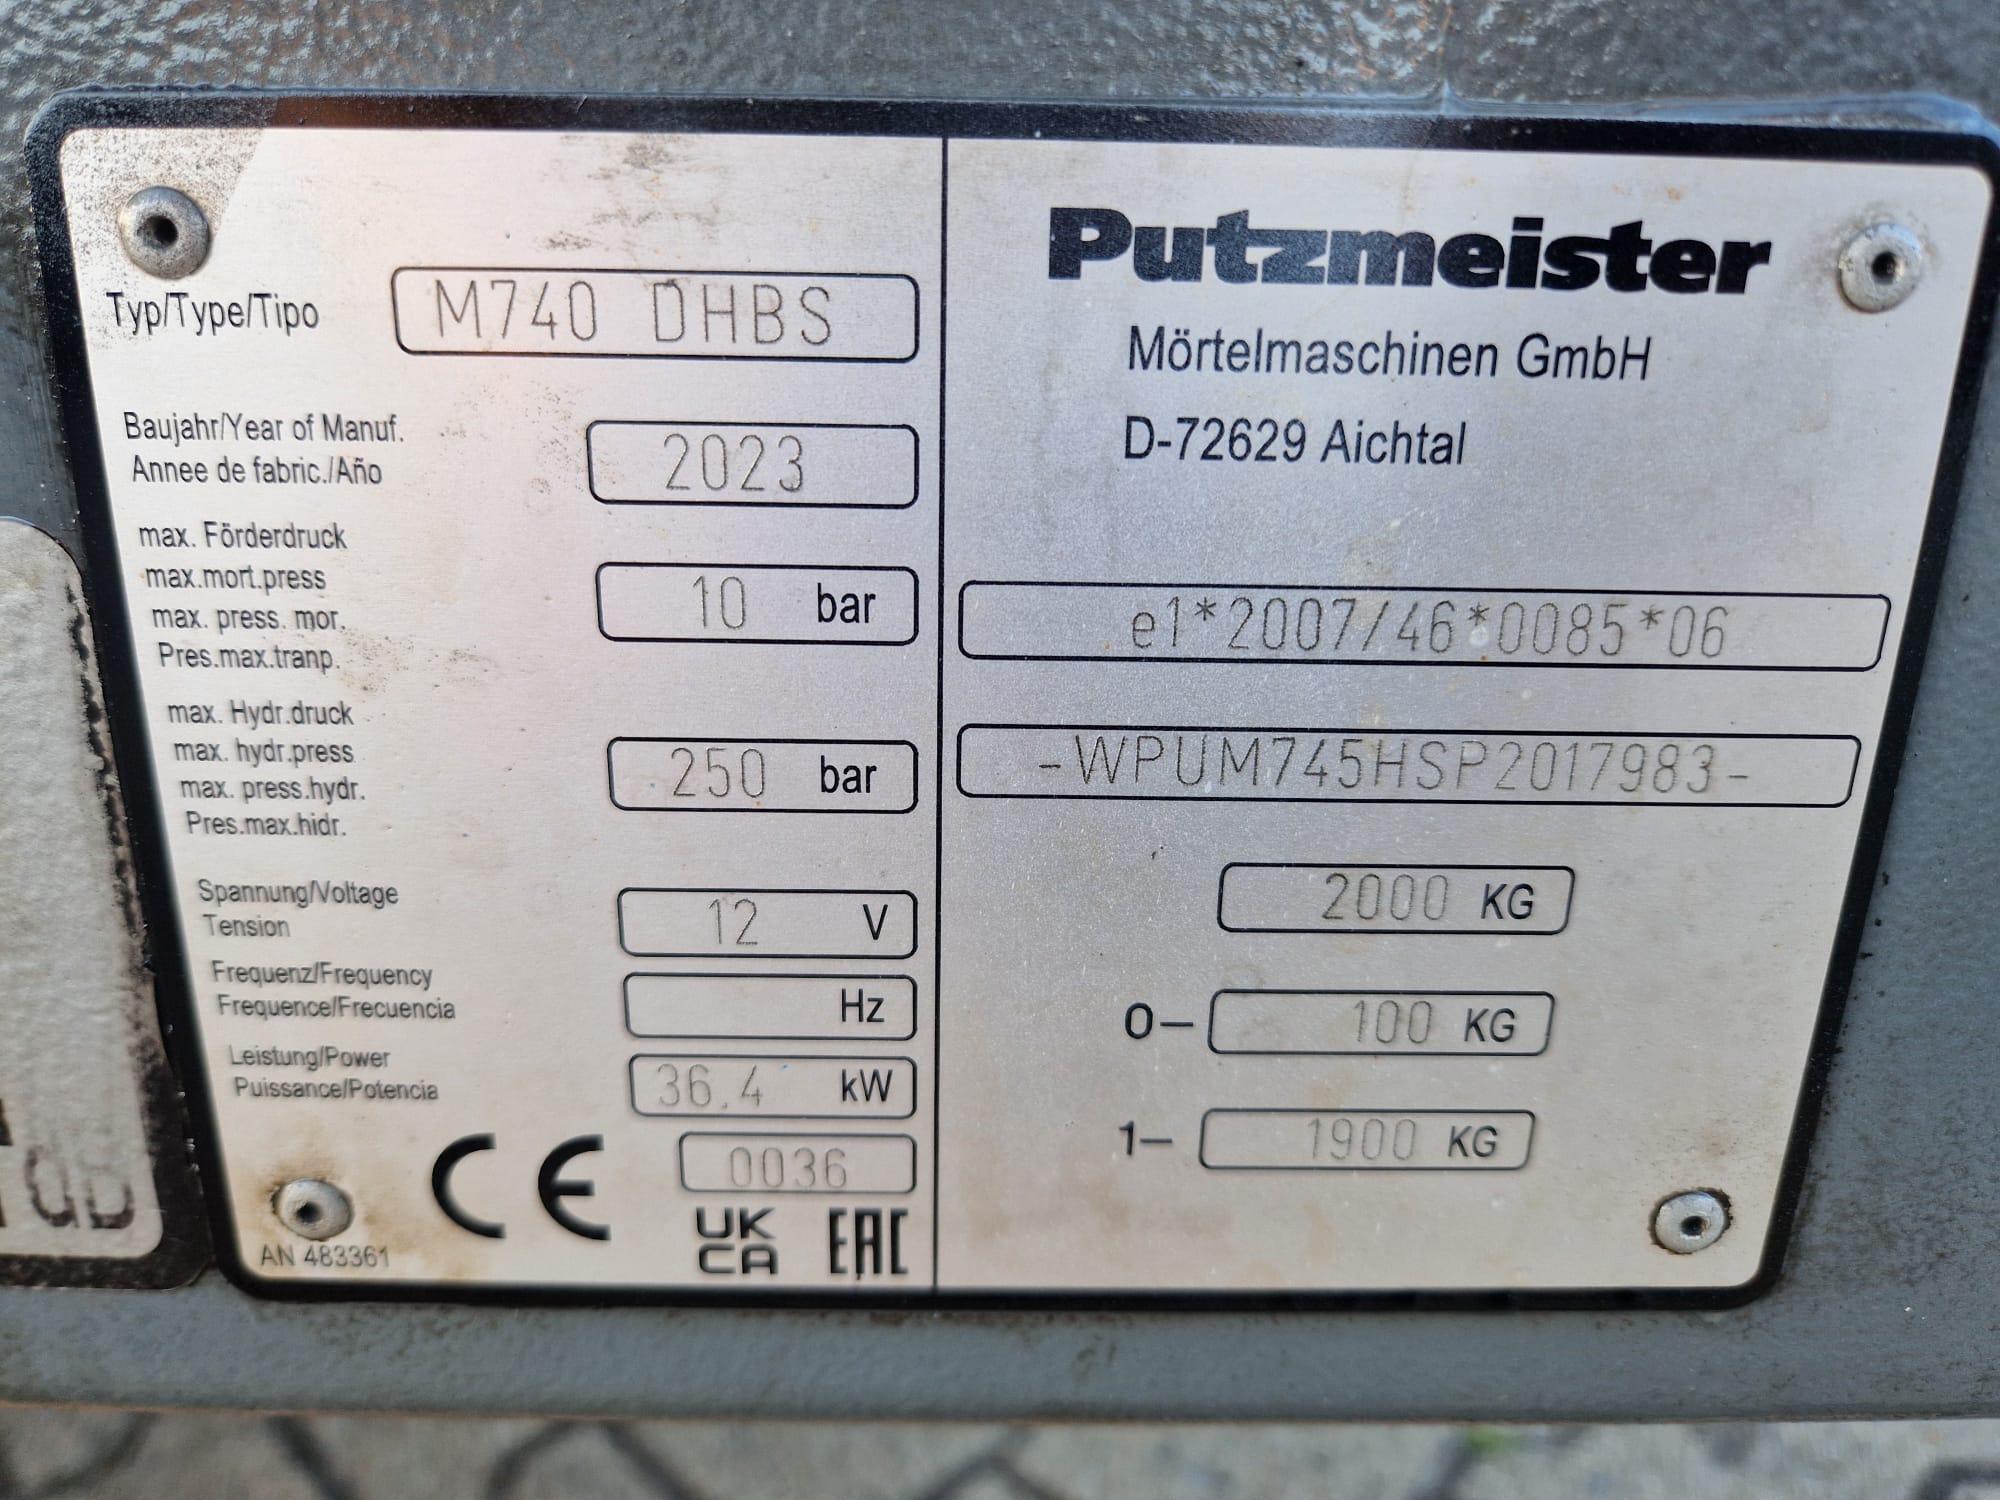 Typ/Type/Tipo
M740 DHBS
Baujahr/Year of Manuf.
Annee de fabric./Año
2023
max. Förderdruck
max.mort.press
max. press. mor.
Pres.max.tranp.
10 bar
max. Hydr.druck
max. hydr.press
max. press.hydr.
Pres.max.hidr.
250 bar
Spannung/Voltage
Tension
12 V
Frequenz/Frequency
Frequence/Frecuencia
Hz
Leistung/Power
Puissance/Potencia
36.4 kW
CE
0036
UK
CA
EAC
AN 483361
Putzmeister
Mörtelmaschinen GmbH
D-72629 Aichtal
e1*2007/46*0085*06
-WPUM745HSP2017983-
2000 KG
0– 100 KG
1– 1900 KG